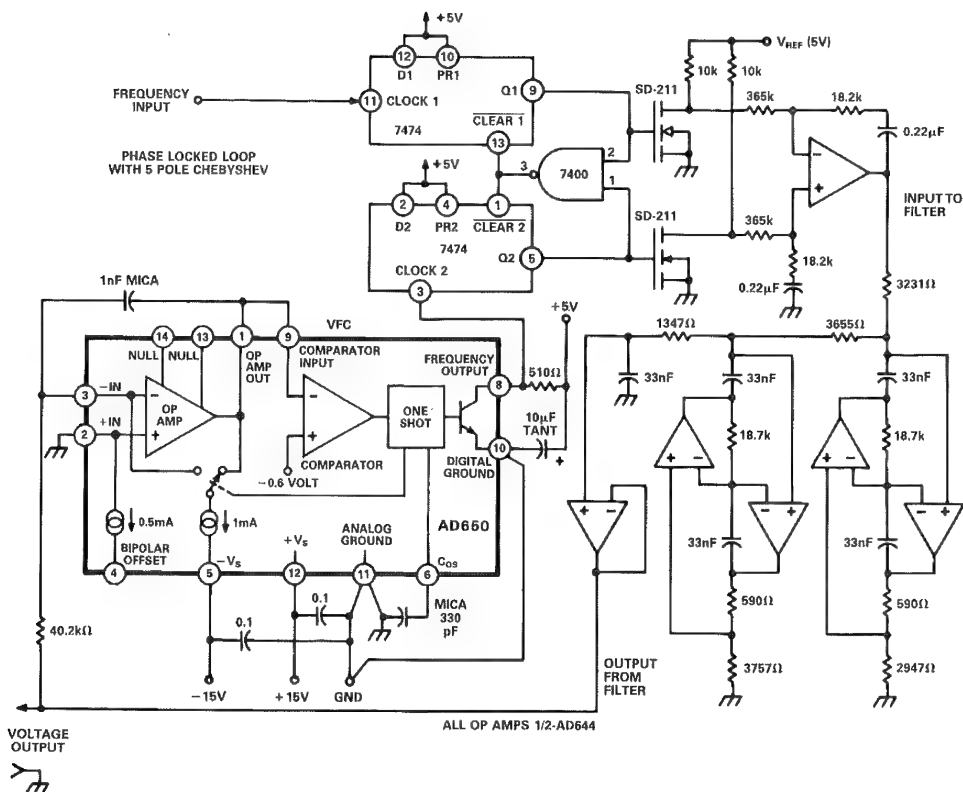 +5V
VREF (5V)
12
10
D1
PR1
10k
10k
FREQUENCY INPUT
11
CLOCK 1
Q1
9
SD-211
365k
18.2k
0.22µF
CLEAR 1
7474
13
PHASE LOCKED LOOP
WITH 5 POLE CHEBYSHEV
+5V
3
7400
2
1
−
+
INPUT TO
FILTER
2
4
1
D2
PR2
CLEAR 2
7474
SD-211
365k
Q2
5
18.2k
CLOCK 2
3
0.22µF
1nF MICA
+5V
3231Ω
1347Ω
3655Ω
14
13
1
9
VFC
NULL
NULL
OP
AMP
OUT
COMPARATOR
INPUT
FREQUENCY
OUTPUT
8
510Ω
33nF
33nF
33nF
3
−IN
2
+IN
−
OP
AMP
+
−
+
COMPARATOR
ONE
SHOT
10µF
TANT
+
10
DIGITAL
GROUND
18.7k
18.7k
−0.6 VOLT
0.5mA
1mA
AD650
+
−
−
+
−
+
+
−
−
+
33nF
33nF
BIPOLAR
OFFSET
−VS
+VS
ANALOG
GROUND
COS
4
5
12
11
6
590Ω
590Ω
0.1
0.1
MICA
330
pF
40.2kΩ
3757Ω
2947Ω
−15V
+15V
GND
OUTPUT
FROM
FILTER
ALL OP AMPS 1/2-AD644
VOLTAGE
OUTPUT